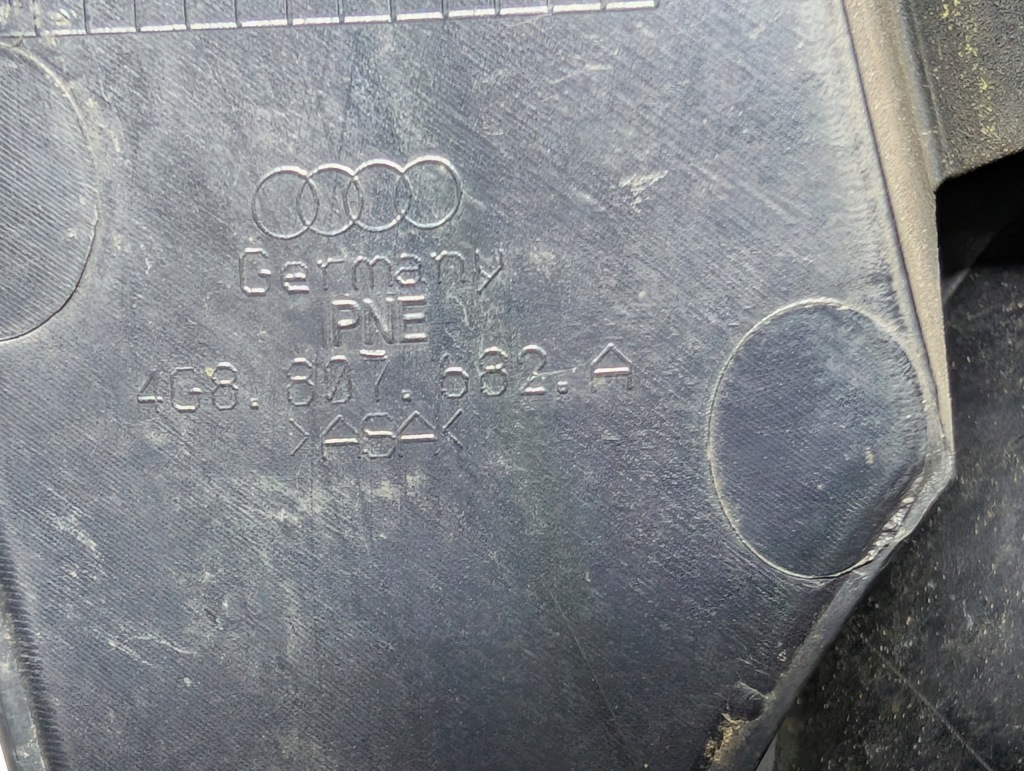 Germany
PNE
4G8.807.682.A
>ASA<